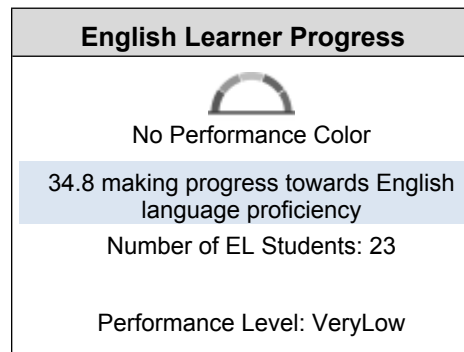 English Learner Progress
No Performance Color
34.8 making progress towards English
language proficiency
Number of EL Students: 23
Performance Level: VeryLow